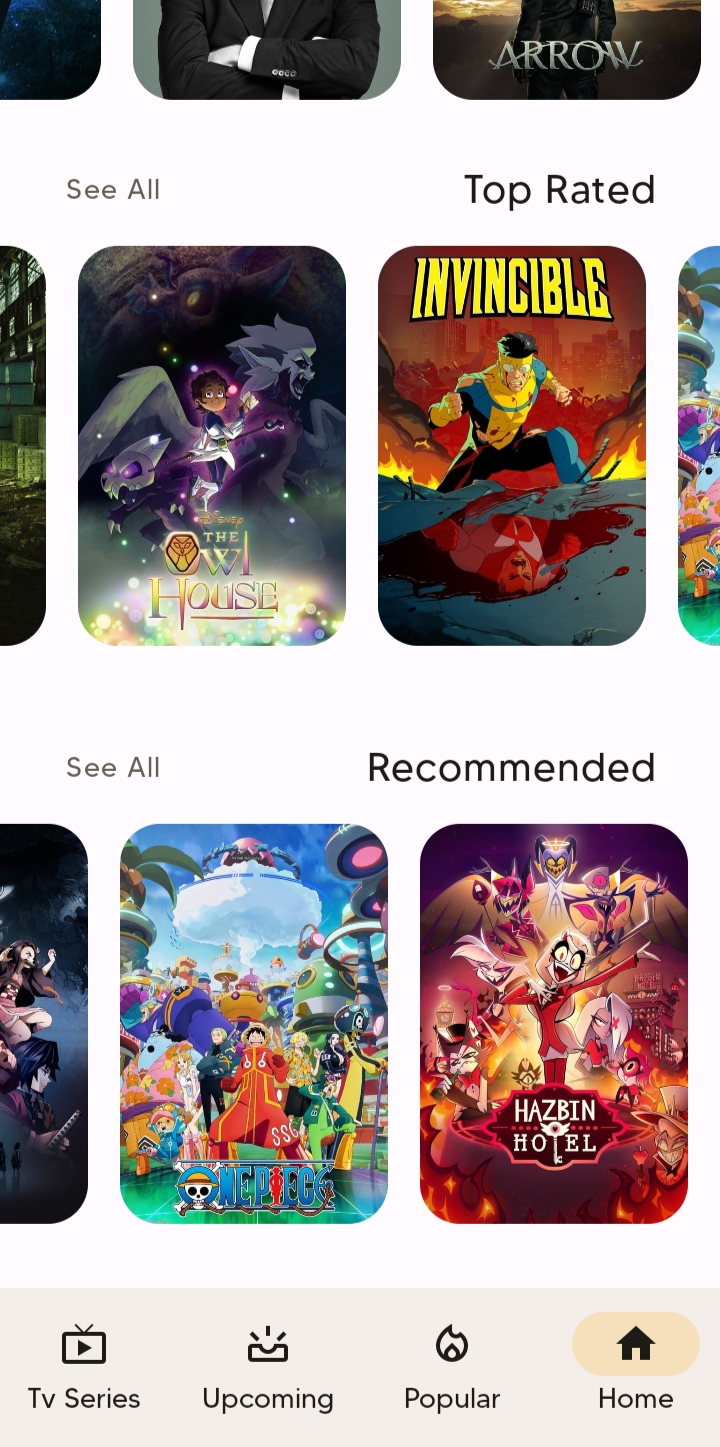 ARROW
Top Rated
See All
INVINCIBLE
Disney
THE
Owl
HOUSE
Recommended
See All
SSG
ONE PIECE
HAZBIN
HOTEL
Tv Series
Upcoming
Popular
Home